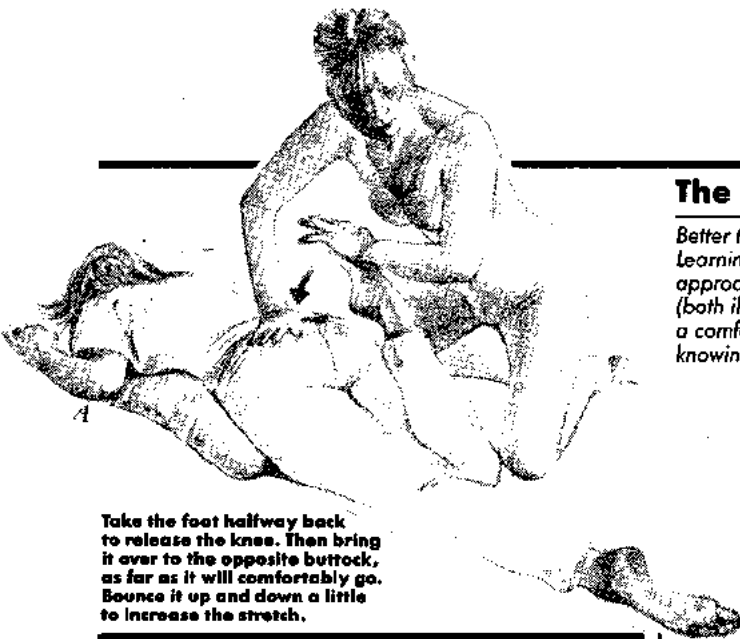 The
Better t
Learnin
approa
(both il
a comfo
knowin
A
Take the foot halfway back
to release the knee. Then bring
it over to the opposite buttock,
as far as it will comfortably go.
Bounce it up and down a little
to increase the stretch.